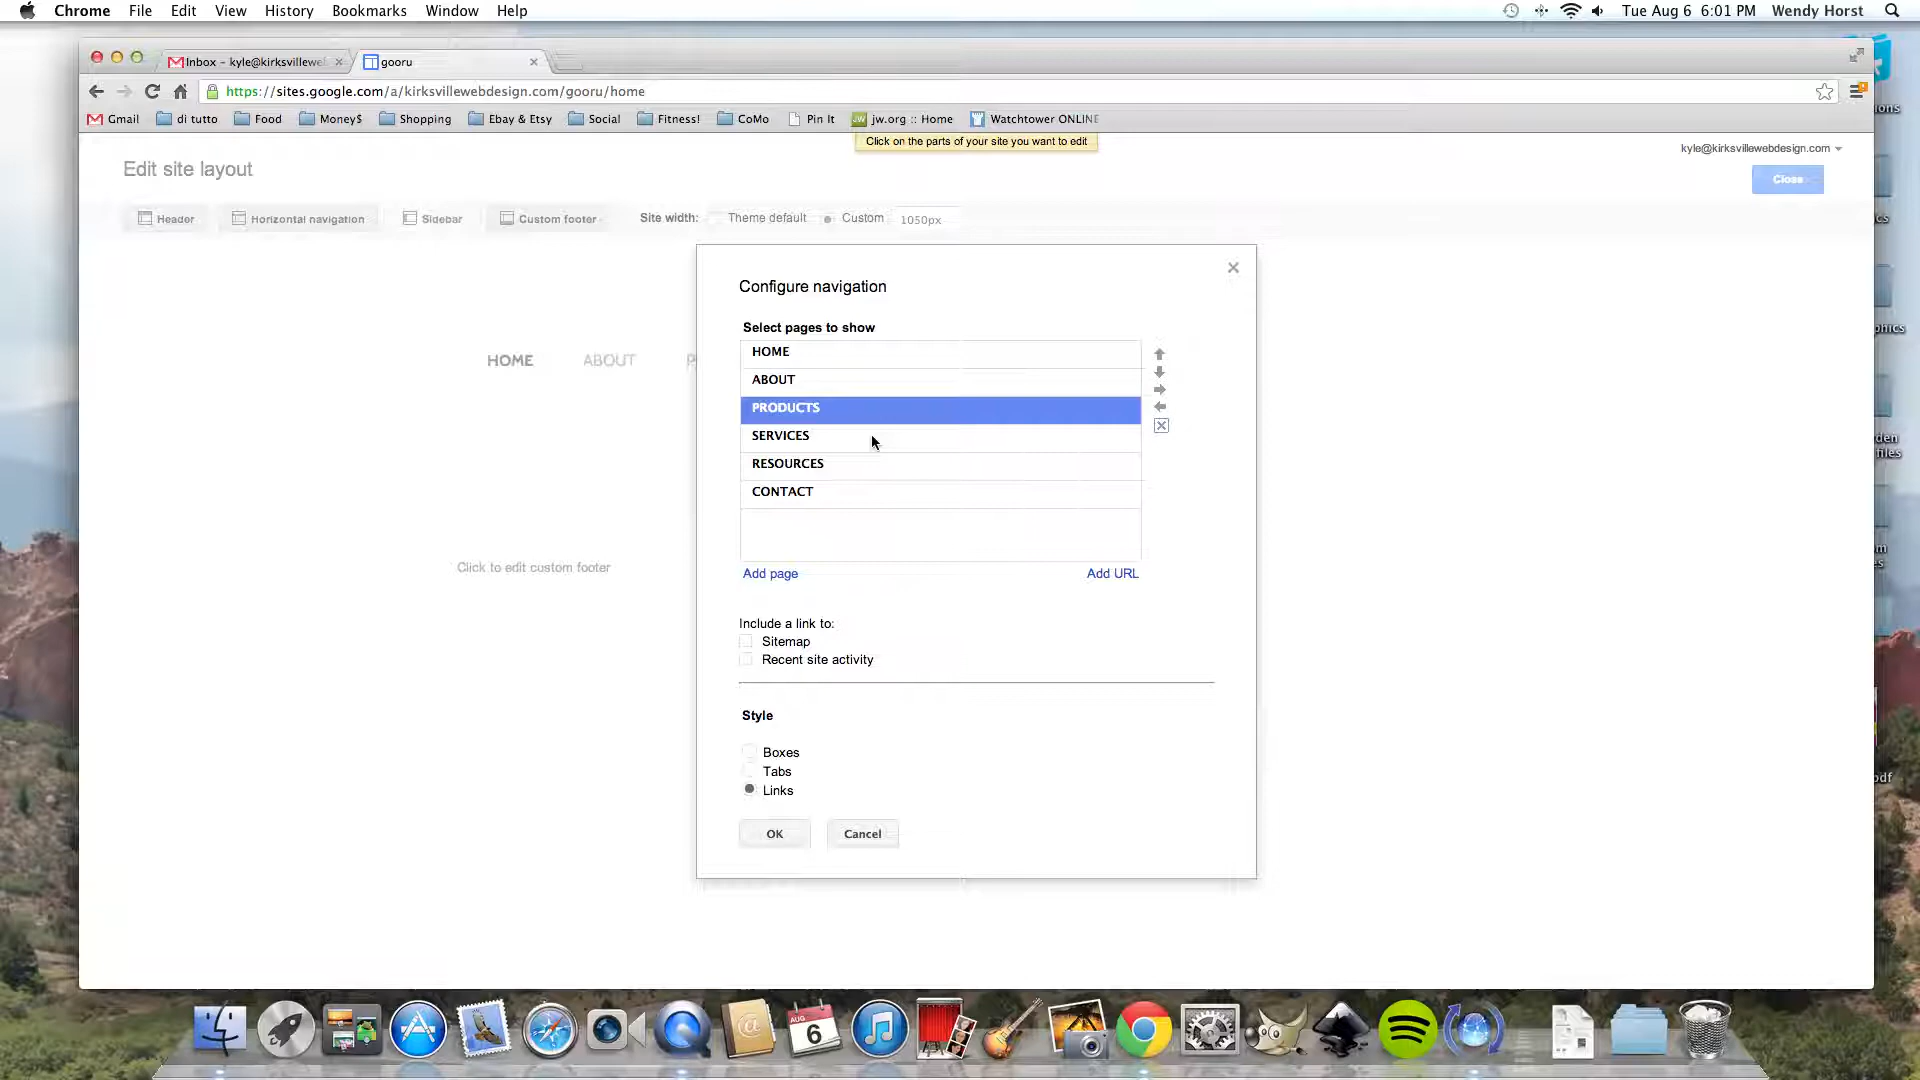 Chrome File Edit View History Bookmarks Window Help Tue Aug 6 6:01 PM Wendy Horst
Inbox - kyle@kirksvillewe gooru
https://sites.google.com/a/kirksvillewebdesign.com/gooru/home
Gmail di tutto Food Money$ Shopping Ebay & Etsy Social Fitness! CoMo Pin It JW jw.org :: Home Watchtower ONLINE
Click on the parts of your site you want to edit
kyle@kirksvillewebdesign.com
Edit site layout
Close
Header Horizontal navigation Sidebar Custom footer Site width: Theme default Custom 1050px
Configure navigation
Select pages to show
HOME ABOUT P
HOME
ABOUT
PRODUCTS
SERVICES
RESOURCES
CONTACT
Click to edit custom footer
Add page Add URL
Include a link to:
Sitemap
Recent site activity
Style
Boxes
Tabs
Links
OK Cancel
AUG
6